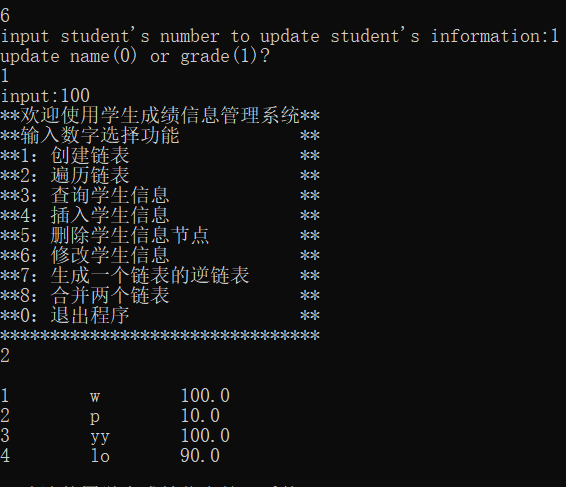 6
input student's number to update student's information:1
update name(0) or grade(1)?
1
input:100
**欢迎使用学生成绩信息管理系统**
**输入数字选择功能            **
**1：创建链表                 **
**2：遍历链表                 **
**3：查询学生信息             **
**4：插入学生信息             **
**5：删除学生信息节点         **
**6：修改学生信息             **
**7：生成一个链表的逆链表     **
**8：合并两个链表             **
**0：退出程序                 **
********************************
2
1        w        100.0
2        p        10.0
3        yy       100.0
4        lo       90.0